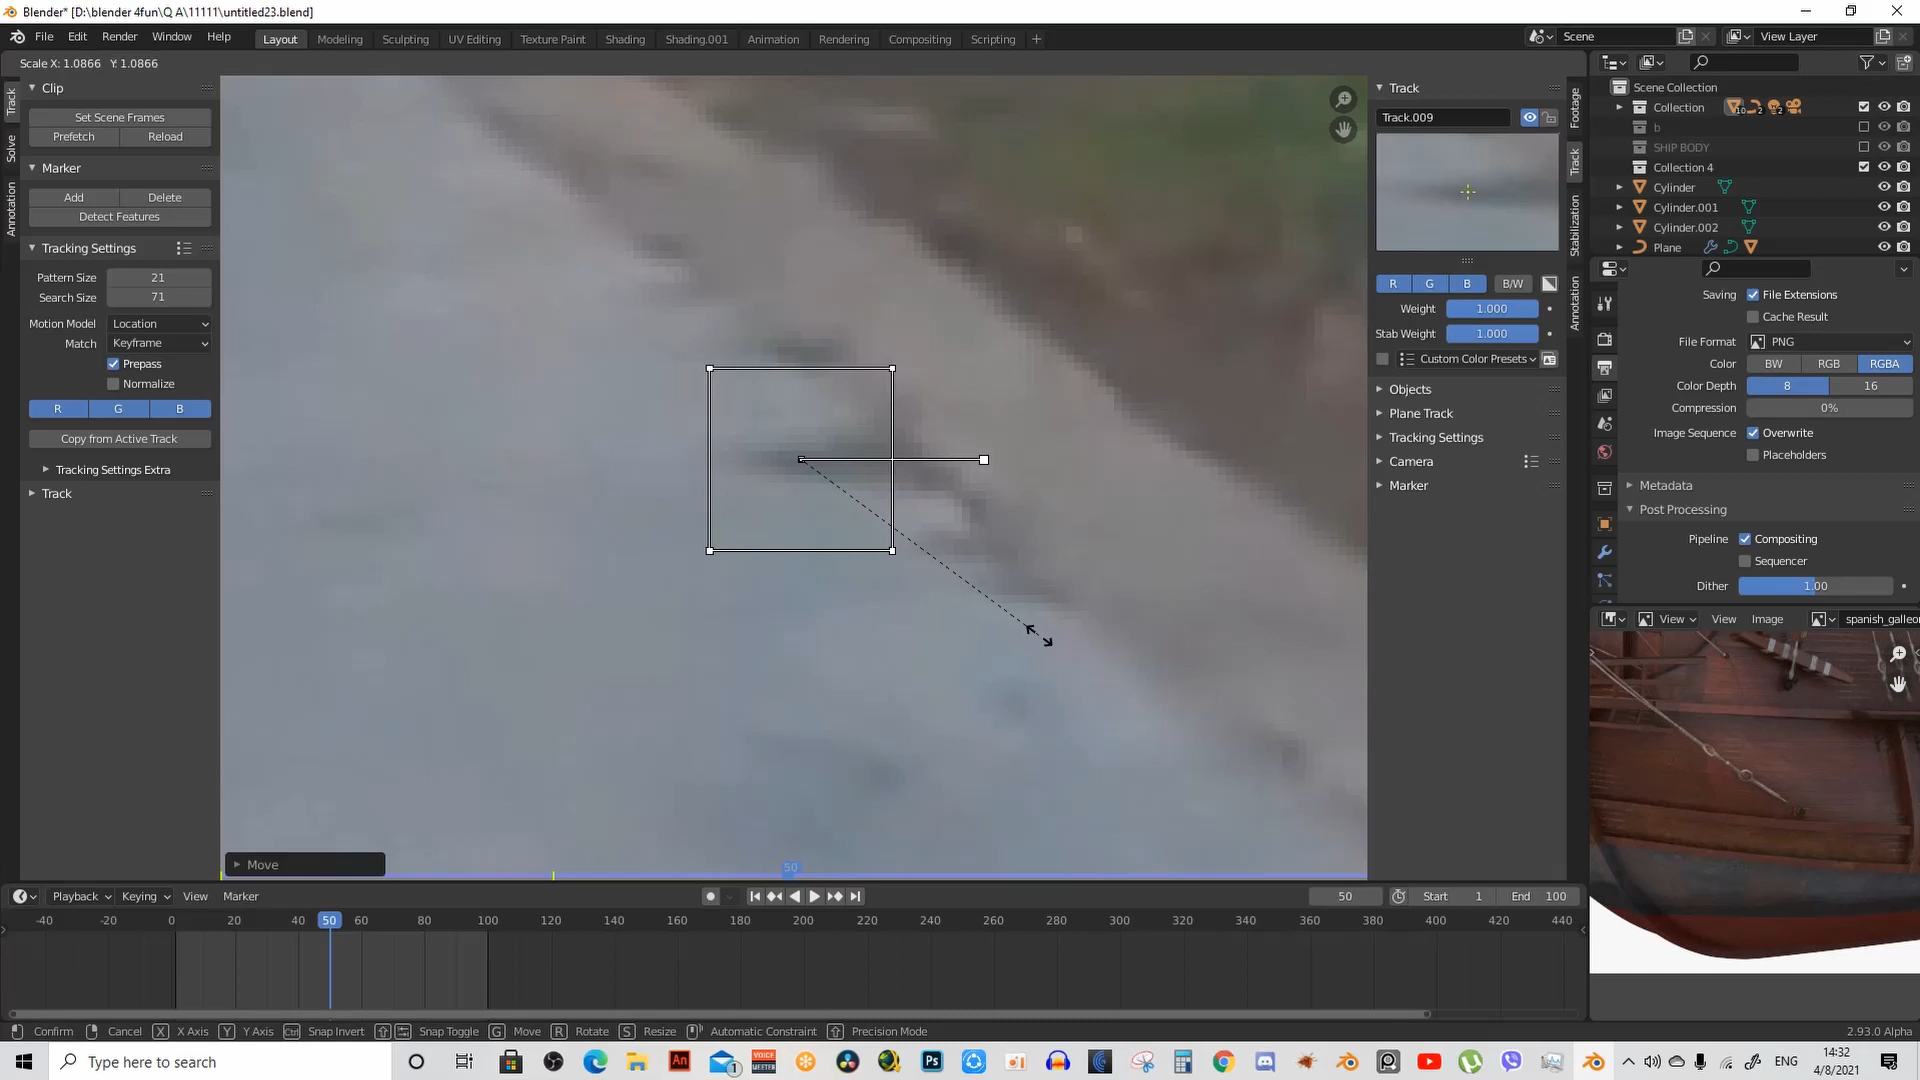 Blender* [D:\blender 4fun\Q A\11111\untitled23.blend]
File Edit Render Window Help Layout Modeling Sculpting UV Editing Texture Paint Shading Shading.001 Animation Rendering Compositing Scripting Scene View Layer
Scale X: 1.0866 Y: 1.0866
Track
Solve
Annotation
Clip
Set Scene Frames
Prefetch Reload
Marker
Add Delete
Detect Features
Tracking Settings
Pattern Size 21
Search Size 71
Motion Model Location
Match Keyframe
Prepass
Normalize
R G B
Copy from Active Track
Tracking Settings Extra
Track
Move
50
Track
Track.009
R G B B/W
Weight 1.000
Stab Weight 1.000
Custom Color Presets
Objects
Plane Track
Tracking Settings
Camera
Marker
Footage
Track
Stabilization
Annotation
Scene Collection
Collection 10 2 2
b
SHIP BODY
Collection 4
Cylinder
Cylinder.001
Cylinder.002
Plane
Saving File Extensions
Cache Result
File Format PNG
Color BW RGB RGBA
Color Depth 8 16
Compression 0%
Image Sequence Overwrite
Placeholders
Metadata
Post Processing
Pipeline Compositing
Sequencer
Dither 1.00
View View Image spanish_galleo
Playback Keying View Marker 50 Start 1 End 100
-40 -20 0 20 40 50 60 80 100 120 140 160 180 200 220 240 260 280 300 320 340 360 380 400 420 440
Confirm Cancel X X Axis Y Y Axis Ctrl Snap Invert Snap Toggle G Move R Rotate S Resize Automatic Constraint Precision Mode 2.93.0 Alpha
Type here to search
An
1
VOICE MEETER
Ps
ai
ENG
14:32
4/8/2021